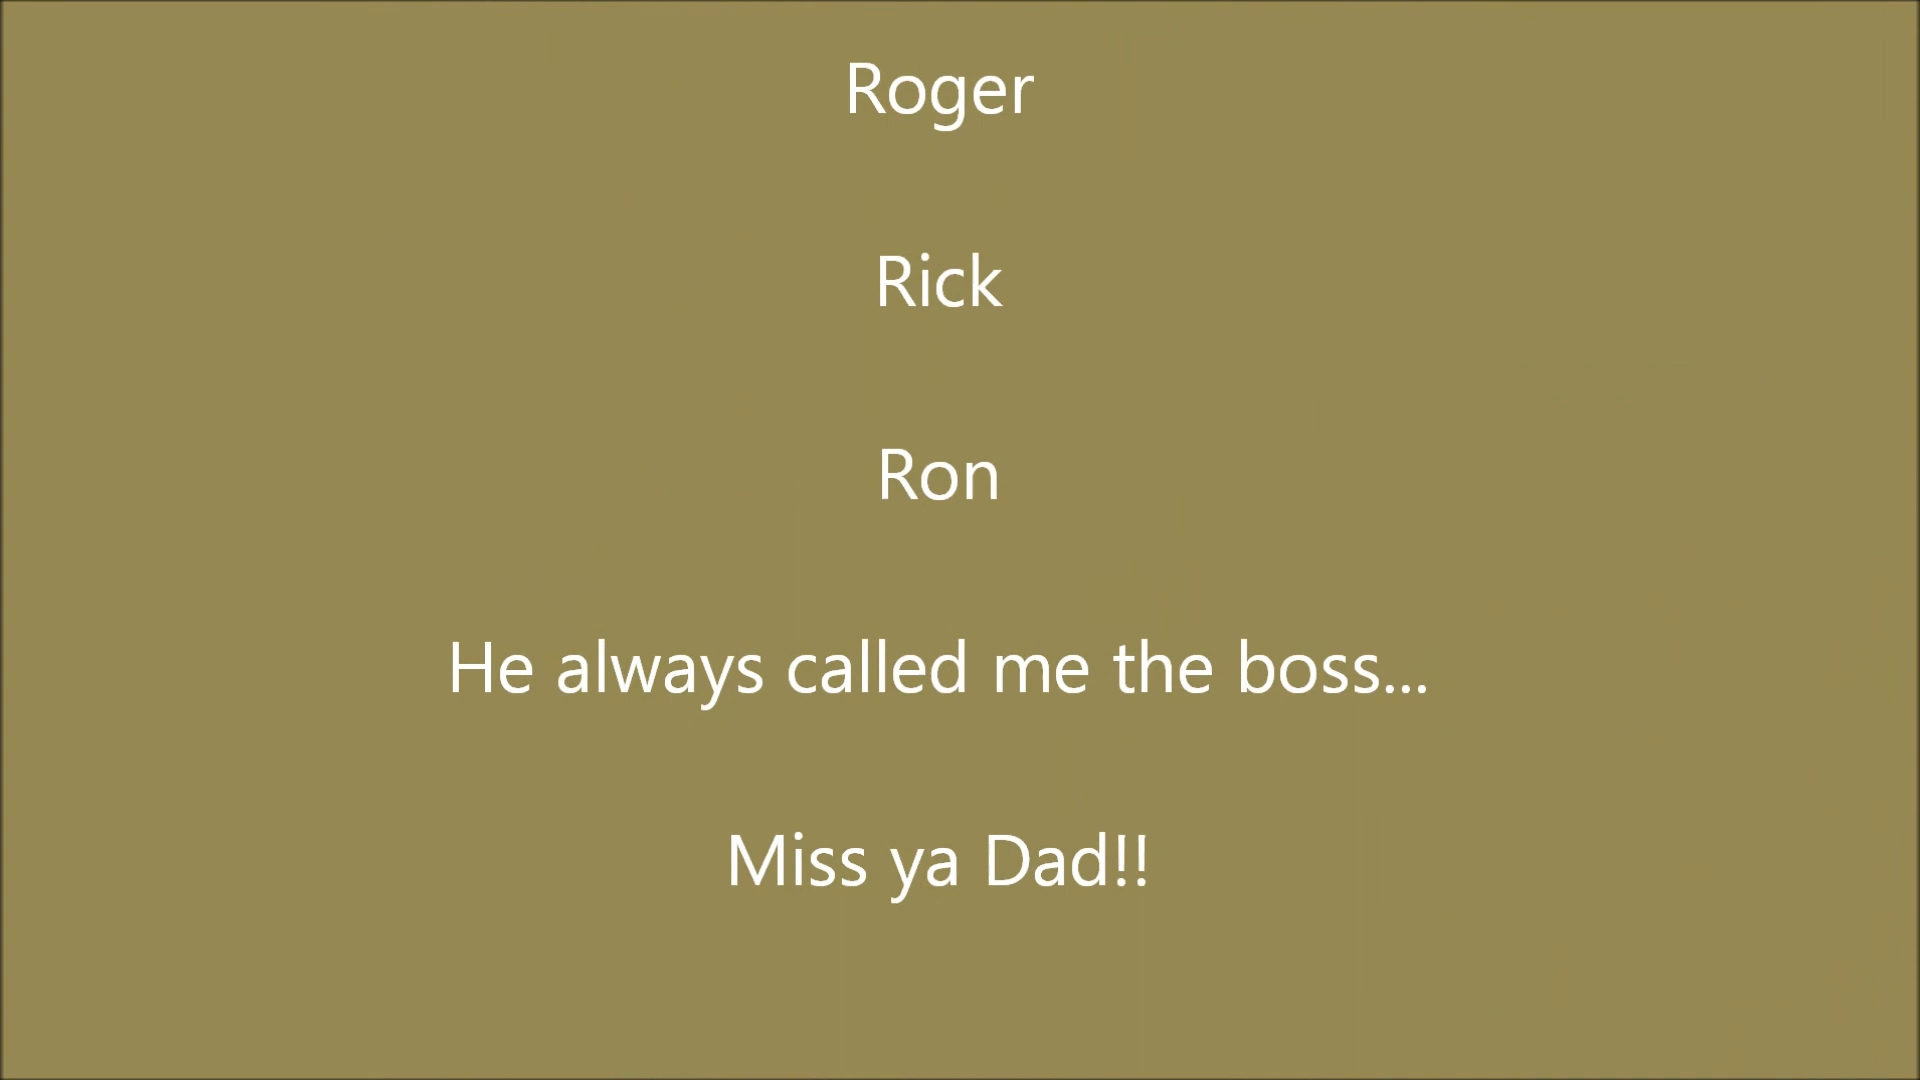 Roger
Rick
Ron
He always called me the boss...
Miss ya Dad!!